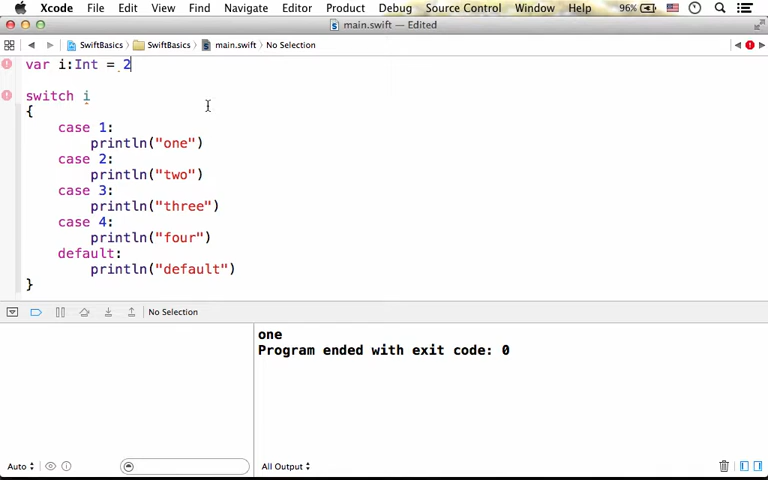 Xcode File Edit View Find Navigate Editor Product Debug Source Control Window Help 96%
main.swift — Edited
SwiftBasics SwiftBasics main.swift No Selection
var i:Int = 2
switch i
{
case 1:
println("one")
case 2:
println("two")
case 3:
println("three")
case 4:
println("four")
default:
println("default")
}
No Selection
one
Program ended with exit code: 0
Auto
All Output